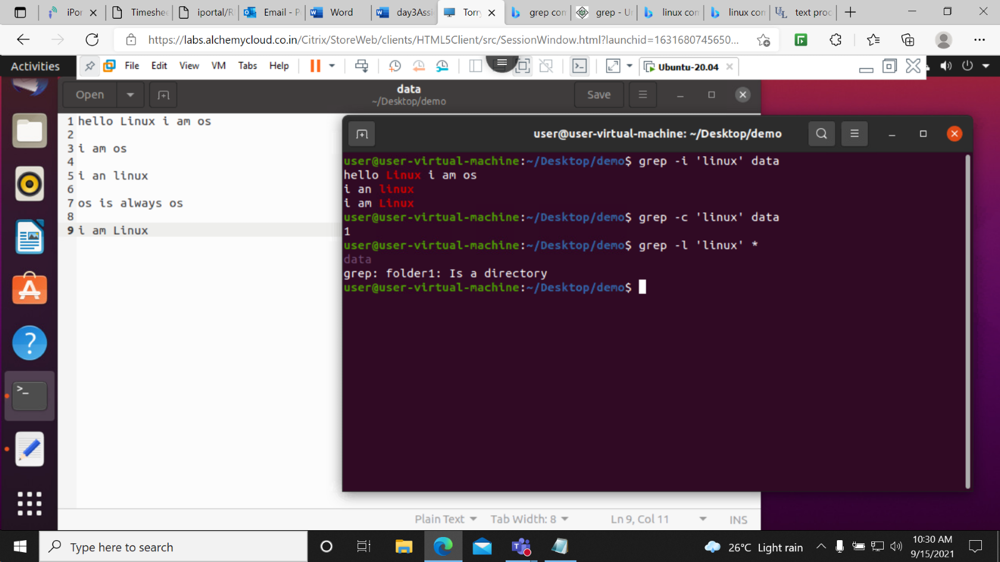 iPor
Timeshee
iportal/R
Email - P
Word
day3Assi
Torry
grep com
grep - Ur
linux con
linux con
text proc
https://labs.alchemycloud.co.in/Citrix/StoreWeb/clients/HTML5Client/src/SessionWindow.html?launchid=1631680745650...
Activities
File Edit View VM Tabs Help
Ubuntu-20.04
Open
data
~/Desktop/demo
Save
1 hello Linux i am os
2
3 i am os
4
5 i an linux
6
7 os is always os
8
9 i am Linux
user@user-virtual-machine: ~/Desktop/demo
user@user-virtual-machine:~/Desktop/demo$ grep -i 'linux' data
hello Linux i am os
i an linux
i am Linux
user@user-virtual-machine:~/Desktop/demo$ grep -c 'linux' data
1
user@user-virtual-machine:~/Desktop/demo$ grep -l 'linux' *
data
grep: folder1: Is a directory
user@user-virtual-machine:~/Desktop/demo$
Plain Text Tab Width: 8 Ln 9, Col 11 INS
Type here to search
26°C Light rain
10:30 AM
9/15/2021